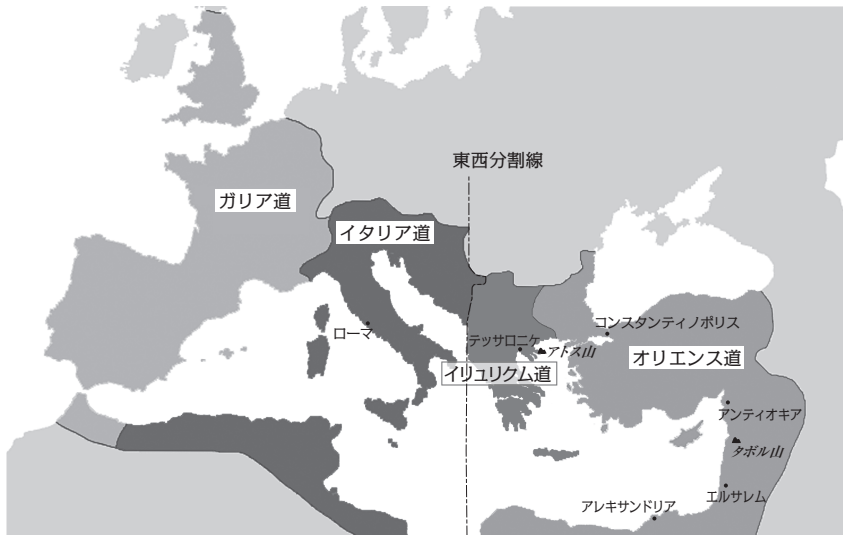 東西分割線
ガリア道
イタリア道
コンスタンティノポリス
ローマ
テッサロニケ
アトス山
オリエンス道
イリュリクム道
アンティオキア
タボル山
エルサレム
アレキサンドリア